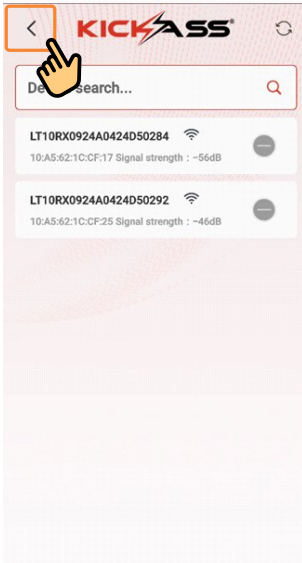 KICKASS
De search...
LT10RX0924A0424D50284
10:A5:62:1C:CF:17 Signal strength : -56dB
LT10RX0924A0424D50292
10:A5:62:1C:CF:25 Signal strength : -46dB